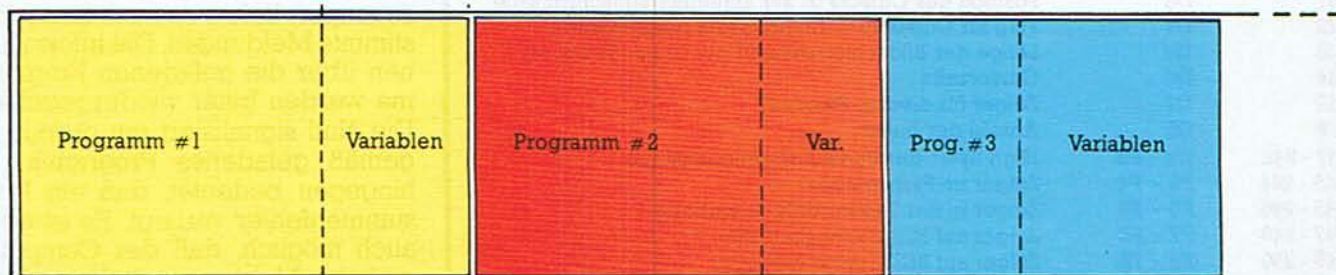 Programm #1
Variablen
Programm #2
Var.
Prog. #3
Variablen